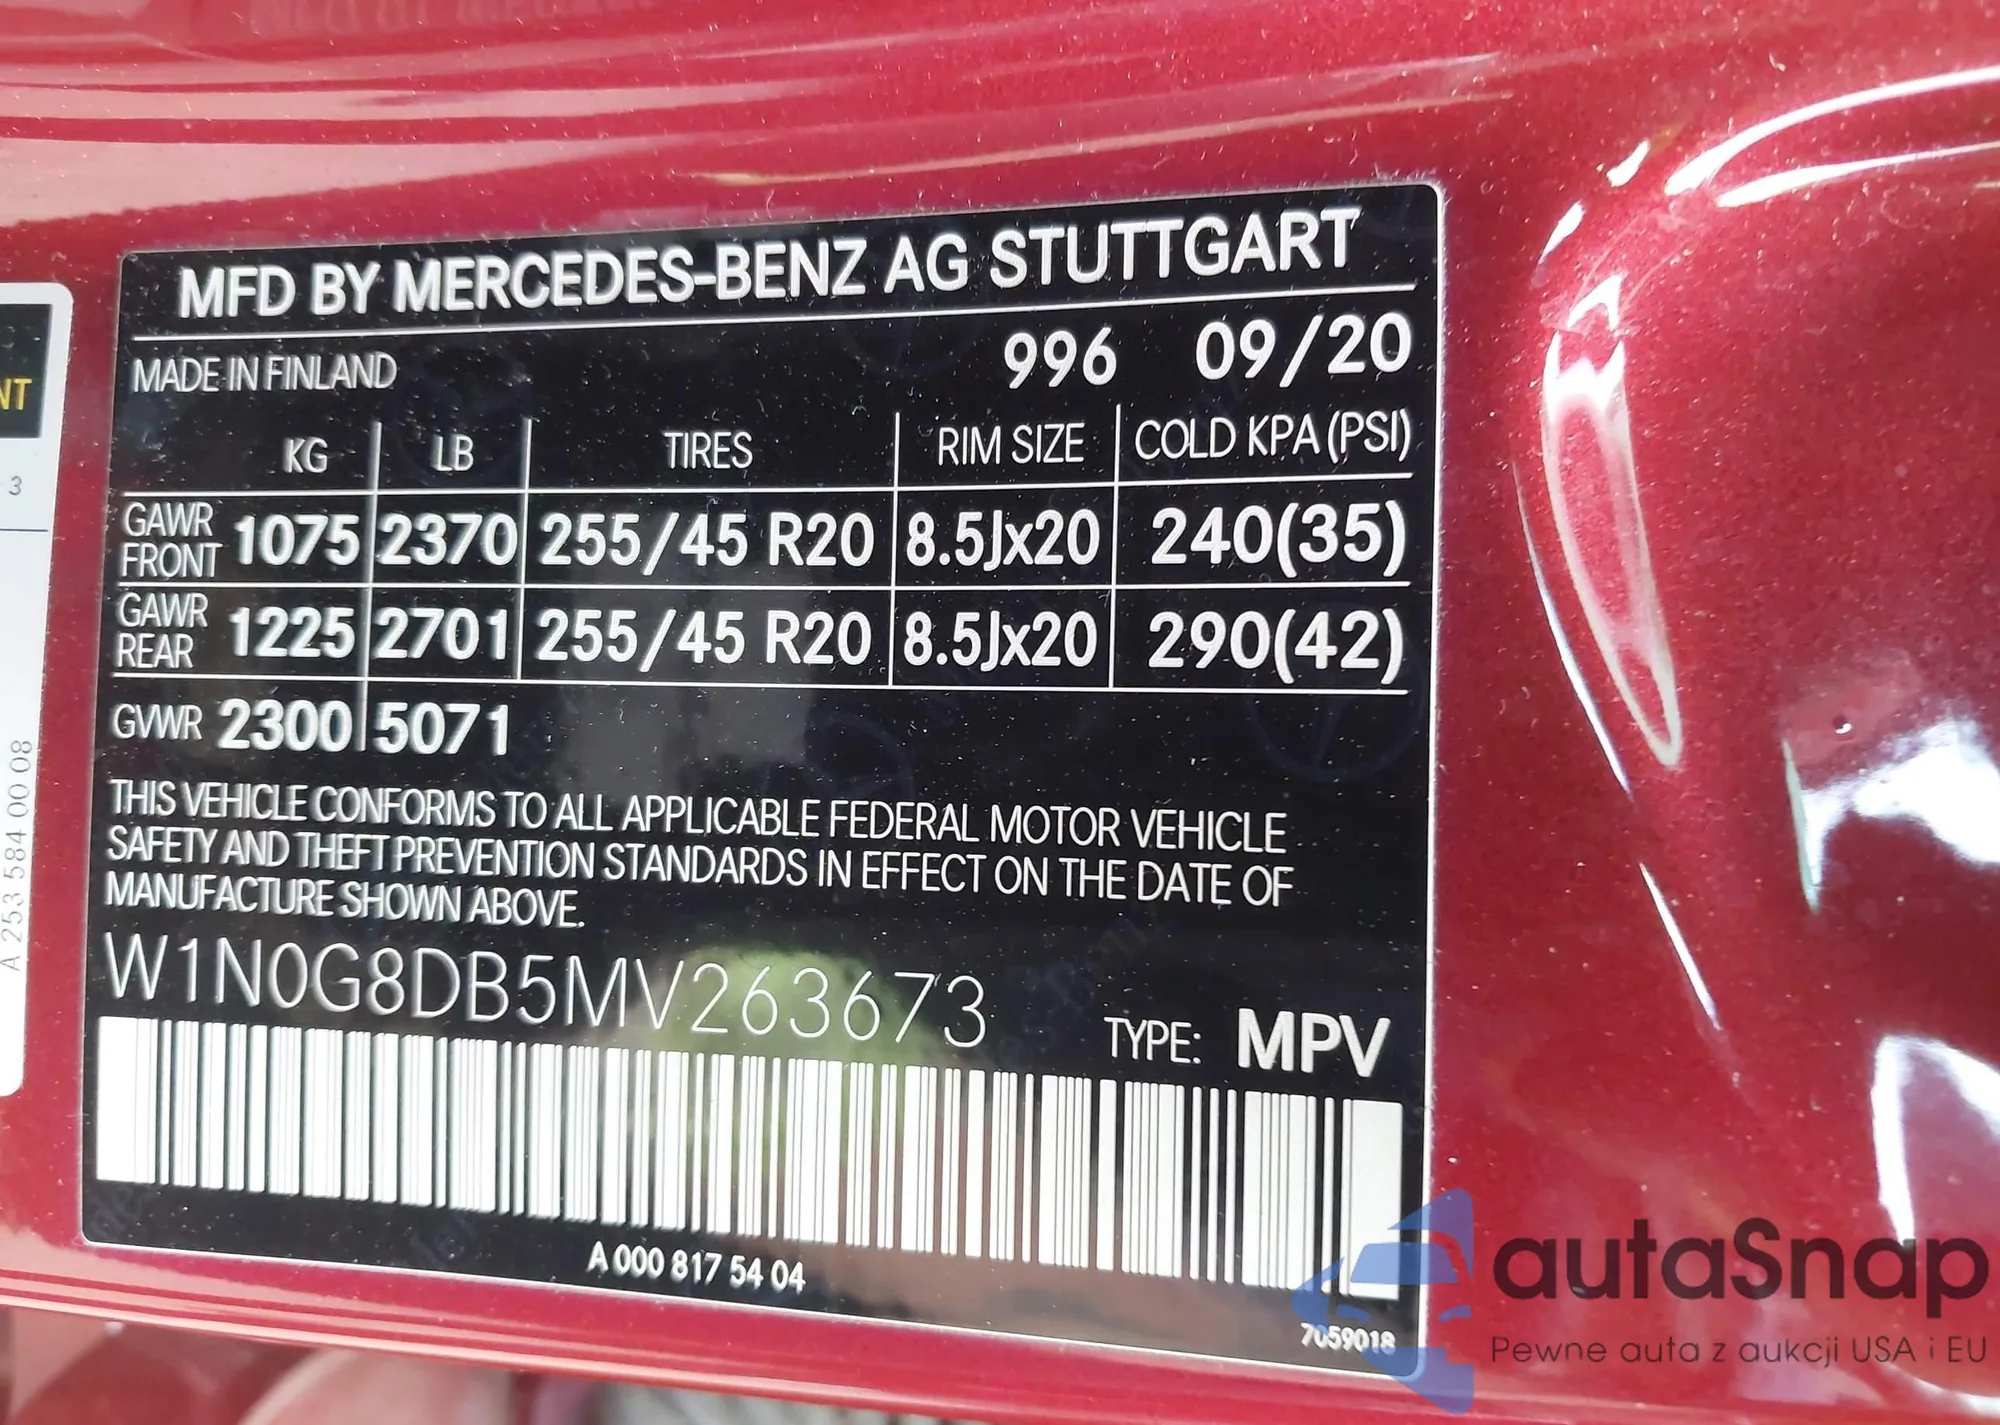 MFD BY MERCEDES-BENZ AG STUTTGART
MADE IN FINLAND 996 09/20
KG LB TIRES RIM SIZE COLD KPA (PSI)
GAWR FRONT 1075 2370 255/45 R20 8.5Jx20 240(35)
GAWR REAR 1225 2701 255/45 R20 8.5Jx20 290(42)
GVWR 2300 5071
THIS VEHICLE CONFORMS TO ALL APPLICABLE FEDERAL MOTOR VEHICLE
SAFETY AND THEFT PREVENTION STANDARDS IN EFFECT ON THE DATE OF
MANUFACTURE SHOWN ABOVE.
W1N0G8DB5MV263673 TYPE: MPV
A 000 817 54 04
7059018
NT
3
A 253 584 00 08
autaSnap
Pewne auta z aukcji USA i EU